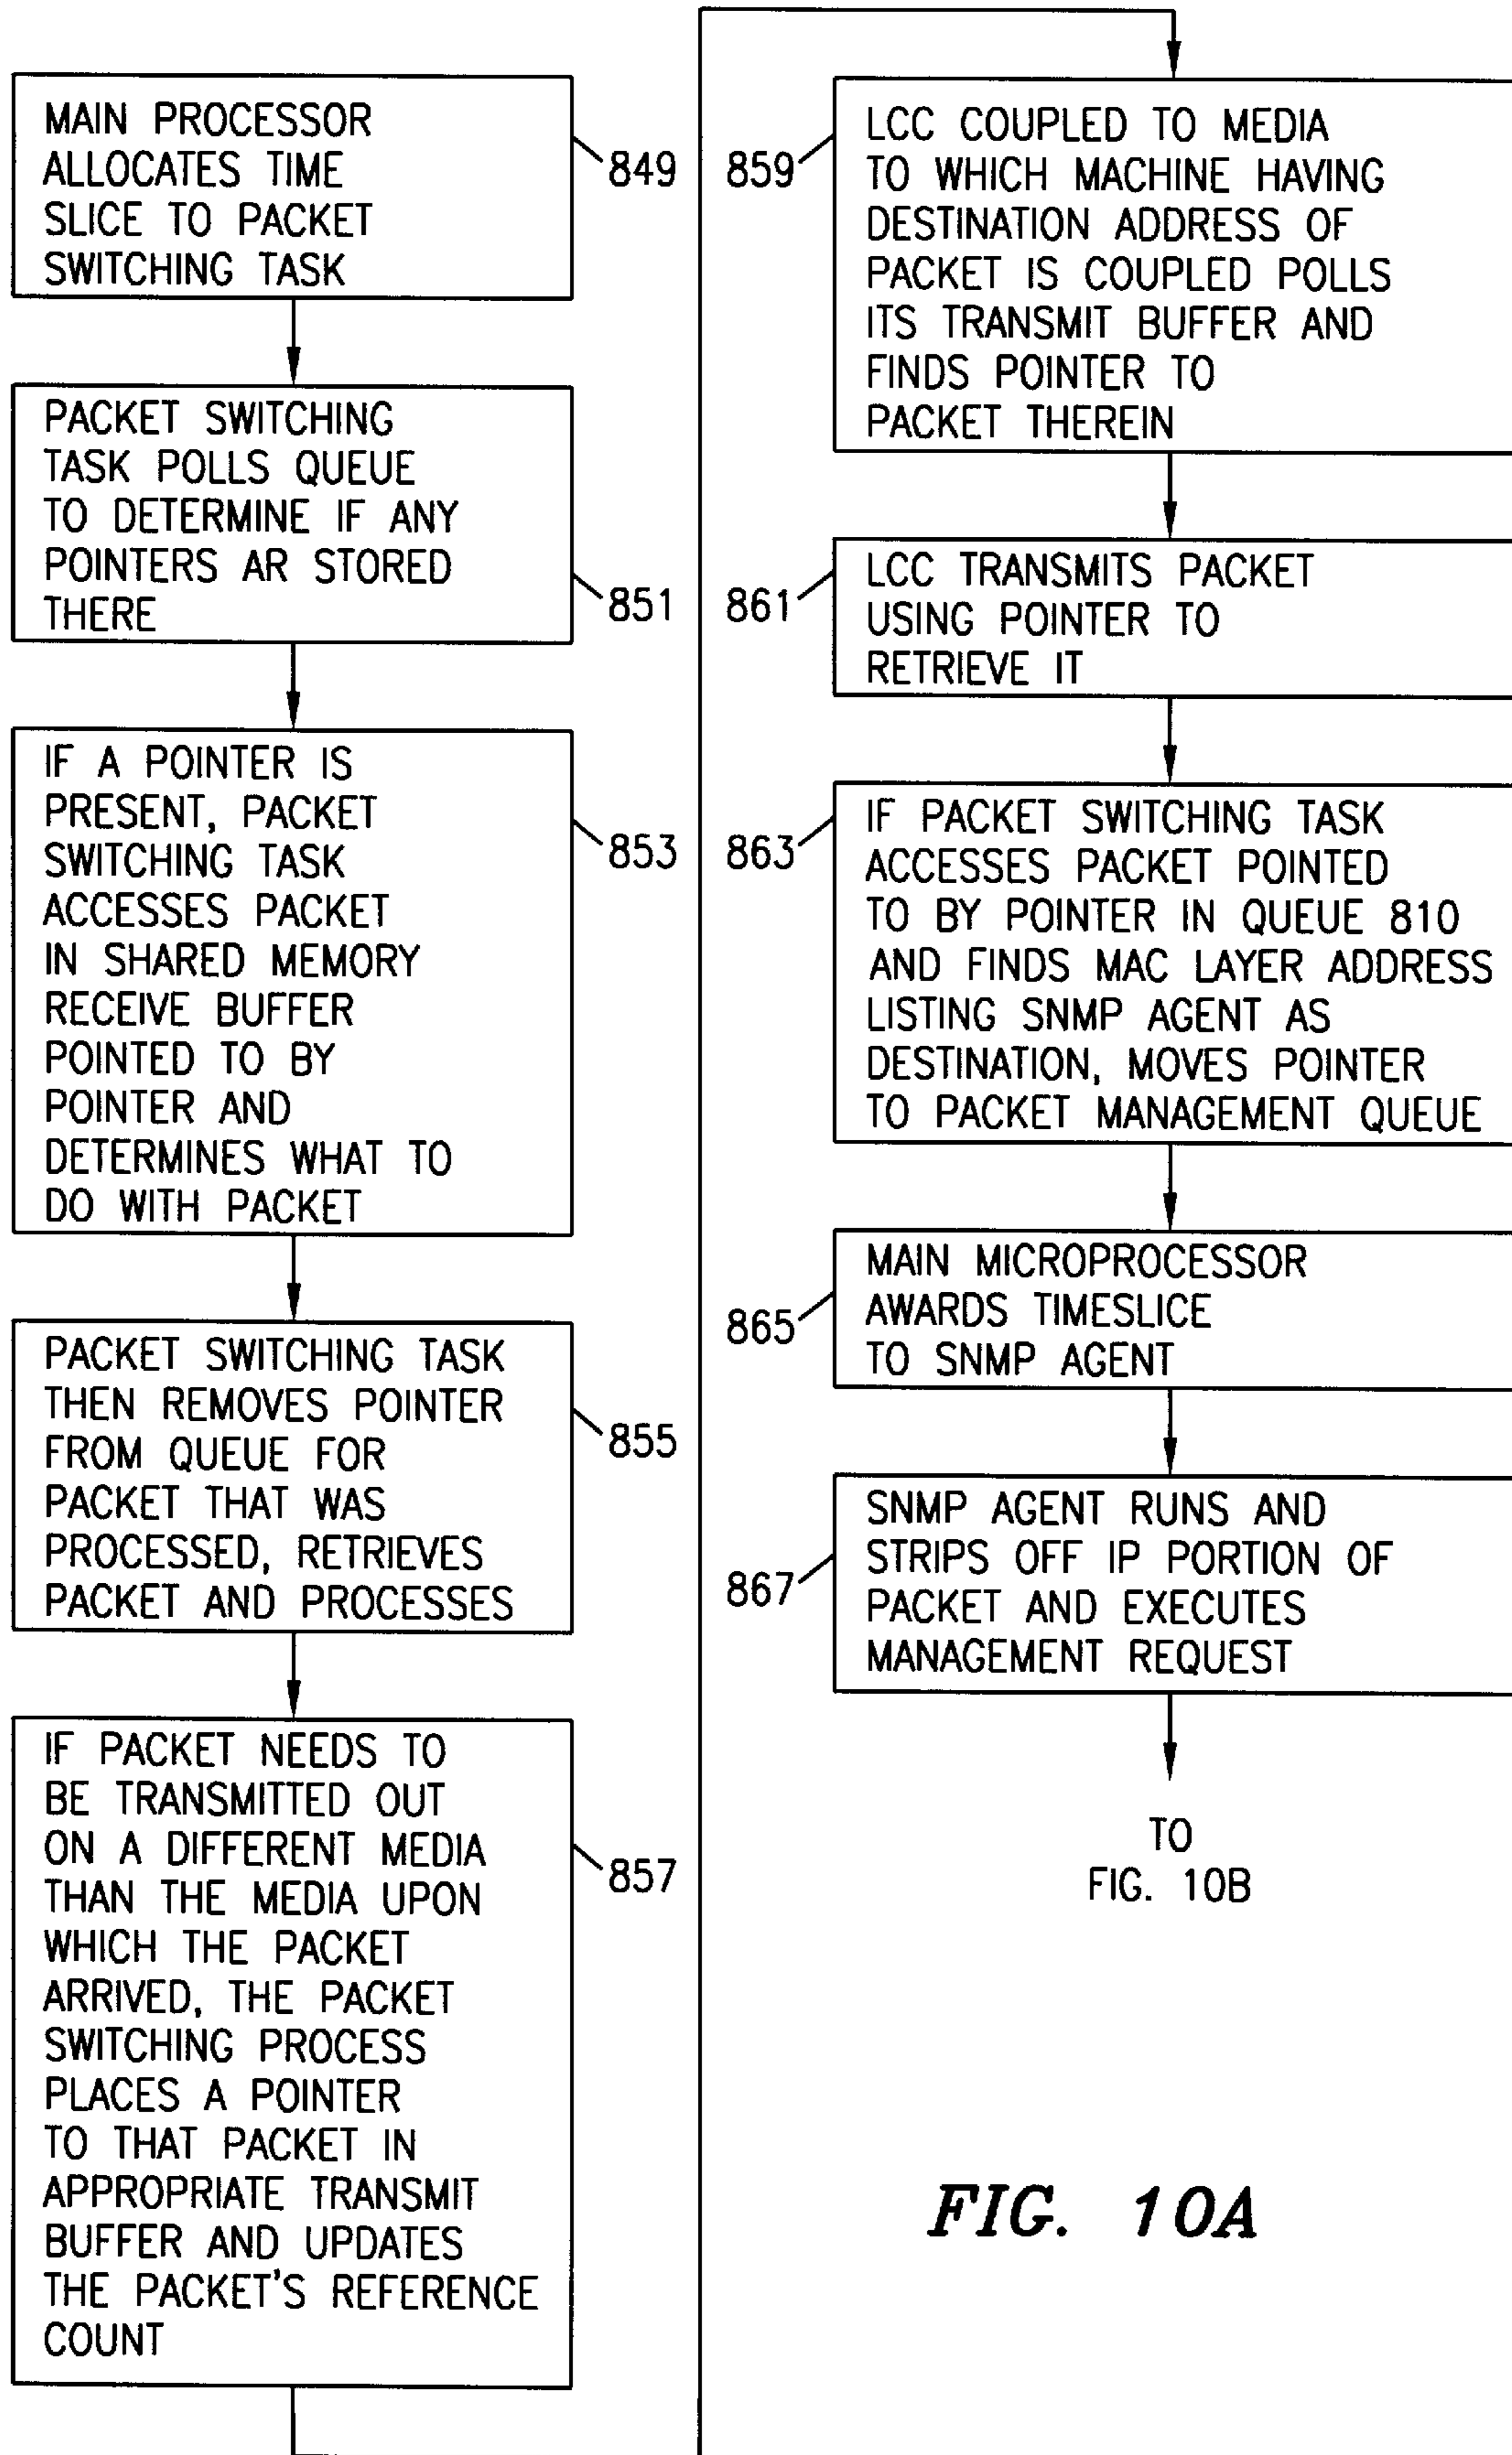 MAIN PROCESSOR
ALLOCATES TIME
SLICE TO PACKET
SWITCHING TASK
849
PACKET SWITCHING
TASK POLLS QUEUE
TO DETERMINE IF ANY
POINTERS AR STORED
THERE
851
IF A POINTER IS
PRESENT, PACKET
SWITCHING TASK
ACCESSES PACKET
IN SHARED MEMORY
RECEIVE BUFFER
POINTED TO BY
POINTER AND
DETERMINES WHAT TO
DO WITH PACKET
853
PACKET SWITCHING TASK
THEN REMOVES POINTER
FROM QUEUE FOR
PACKET THAT WAS
PROCESSED, RETRIEVES
PACKET AND PROCESSES
855
IF PACKET NEEDS TO
BE TRANSMITTED OUT
ON A DIFFERENT MEDIA
THAN THE MEDIA UPON
WHICH THE PACKET
ARRIVED, THE PACKET
SWITCHING PROCESS
PLACES A POINTER
TO THAT PACKET IN
APPROPRIATE TRANSMIT
BUFFER AND UPDATES
THE PACKET'S REFERENCE
COUNT
857
859
LCC COUPLED TO MEDIA
TO WHICH MACHINE HAVING
DESTINATION ADDRESS OF
PACKET IS COUPLED POLLS
ITS TRANSMIT BUFFER AND
FINDS POINTER TO
PACKET THEREIN
861
LCC TRANSMITS PACKET
USING POINTER TO
RETRIEVE IT
863
IF PACKET SWITCHING TASK
ACCESSES PACKET POINTED
TO BY POINTER IN QUEUE 810
AND FINDS MAC LAYER ADDRESS
LISTING SNMP AGENT AS
DESTINATION, MOVES POINTER
TO PACKET MANAGEMENT QUEUE
865
MAIN MICROPROCESSOR
AWARDS TIMESLICE
TO SNMP AGENT
867
SNMP AGENT RUNS AND
STRIPS OFF IP PORTION OF
PACKET AND EXECUTES
MANAGEMENT REQUEST
TO
FIG. 10B
FIG. 10A